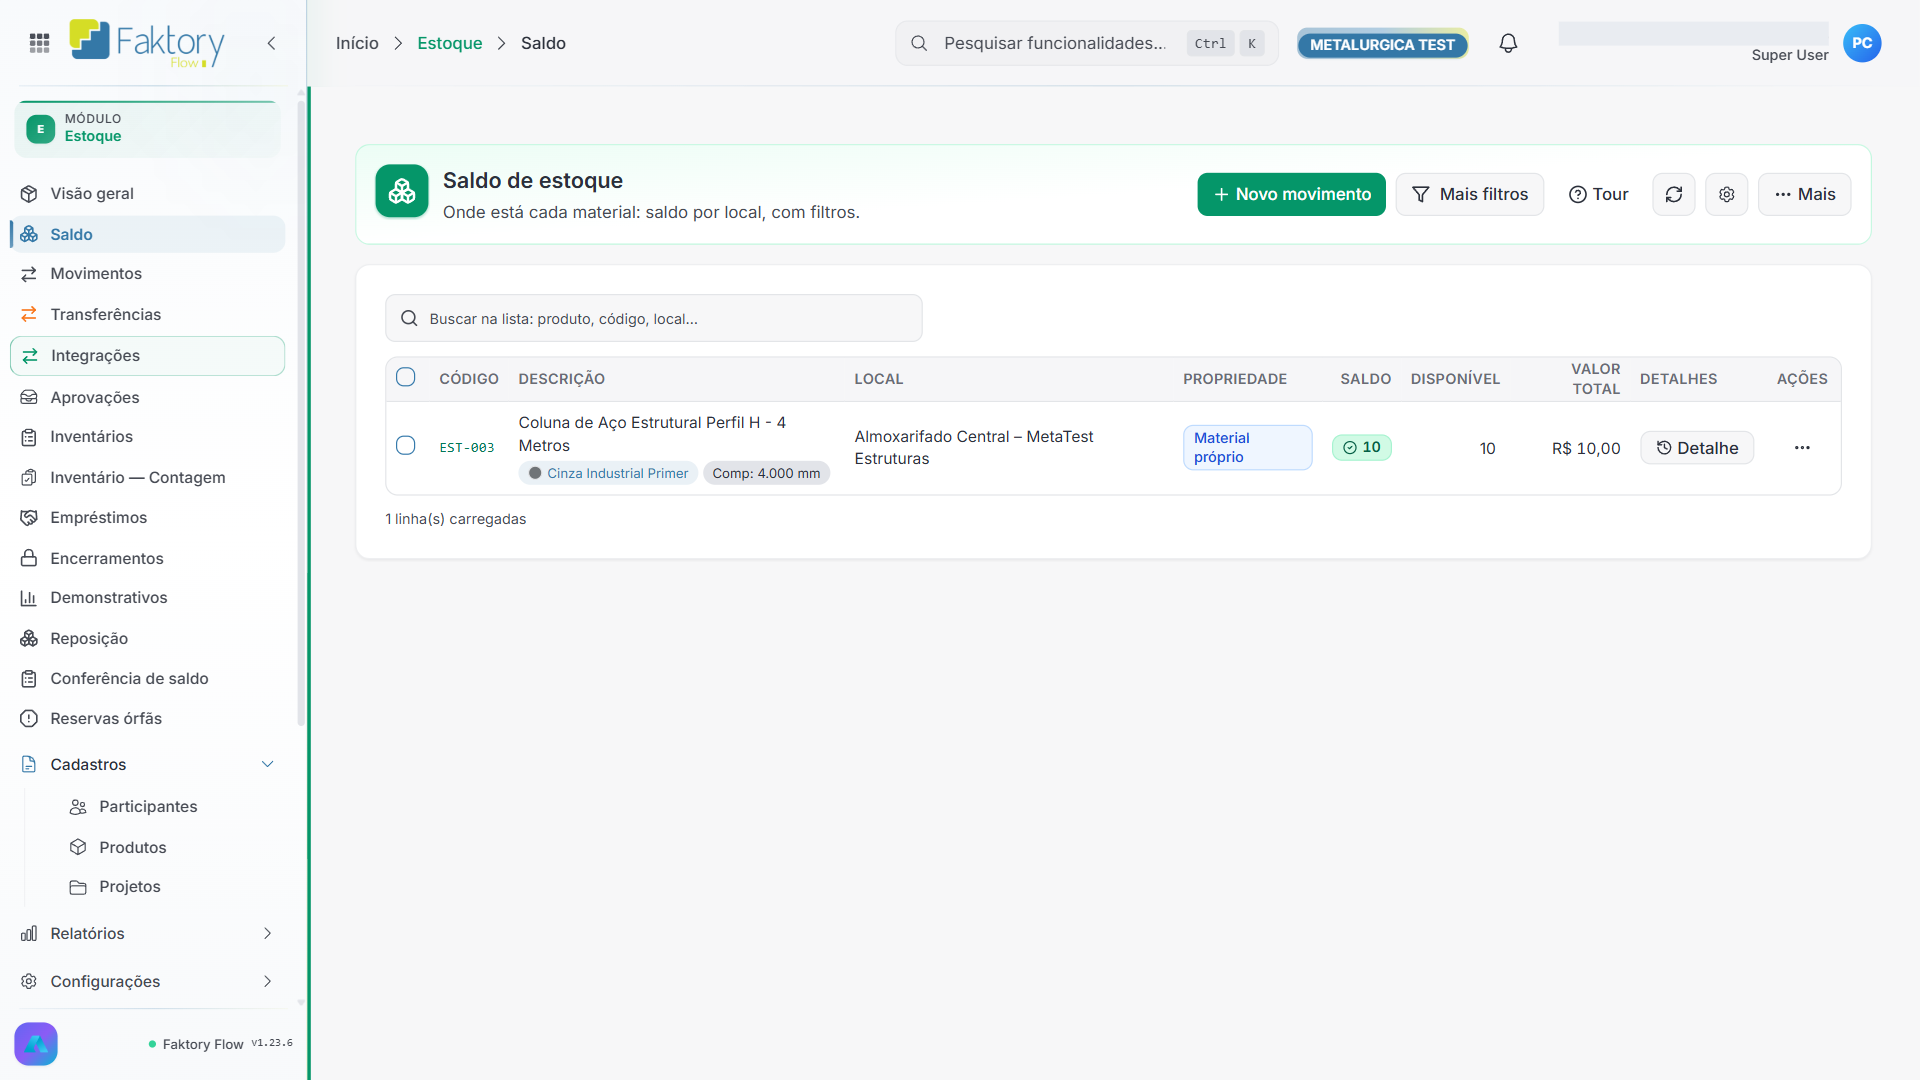 Faktory
Flow
Início
Estoque
Saldo
Pesquisar funcionalidades...
Ctrl
K
METALURGICA TEST
Super User
PC
E
MÓDULO
Estoque
Visão geral
Saldo
Movimentos
Transferências
Integrações
Aprovações
Inventários
Inventário — Contagem
Empréstimos
Encerramentos
Demonstrativos
Reposição
Conferência de saldo
Reservas órfãs
Cadastros
Participantes
Produtos
Projetos
Relatórios
Configurações
Faktory Flow v1.23.6
Saldo de estoque
Onde está cada material: saldo por local, com filtros.
Novo movimento
Mais filtros
Tour
Mais
Buscar na lista: produto, código, local...
CÓDIGO
DESCRIÇÃO
LOCAL
PROPRIEDADE
SALDO
DISPONÍVEL
VALOR
TOTAL
DETALHES
AÇÕES
EST-003
Coluna de Aço Estrutural Perfil H - 4
Metros
Cinza Industrial Primer
Comp: 4.000 mm
Almoxarifado Central – MetaTest
Estruturas
Material
próprio
10
10
R$ 10,00
Detalhe
1 linha(s) carregadas